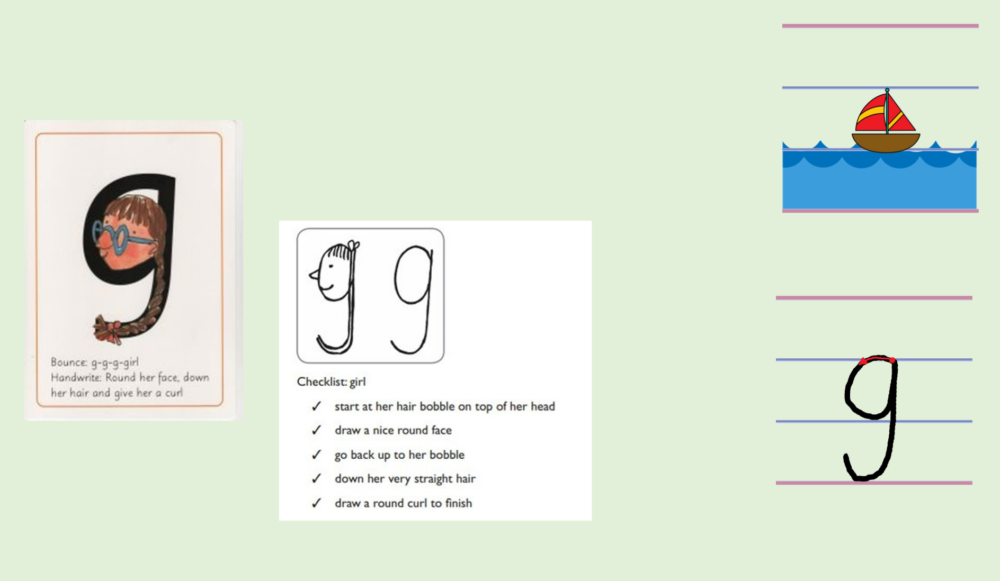 g
Bounce: g-g-g-girl
Handwrite: Round her face, down
her hair and give her a curl
g g
Checklist: girl
✓ start at her hair bobble on top of her head
✓ draw a nice round face
✓ go back up to her bobble
✓ down her very straight hair
✓ draw a round curl to finish
g